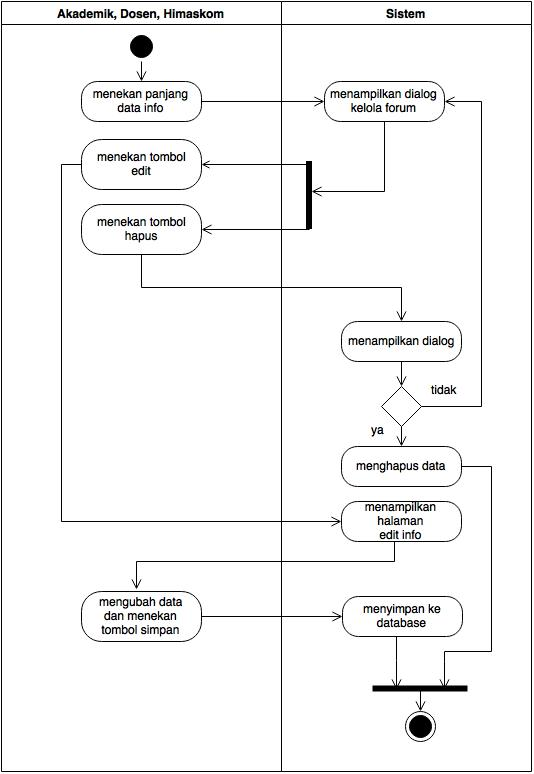 Akademik, Dosen, Himaskom
Sistem
menekan panjang
data info
menampilkan dialog
kelola forum
menekan tombol
edit
menekan tombol
hapus
menampilkan dialog
tidak
ya
menghapus data
menampilkan
halaman
edit info
mengubah data
dan menekan
tombol simpan
menyimpan ke
database